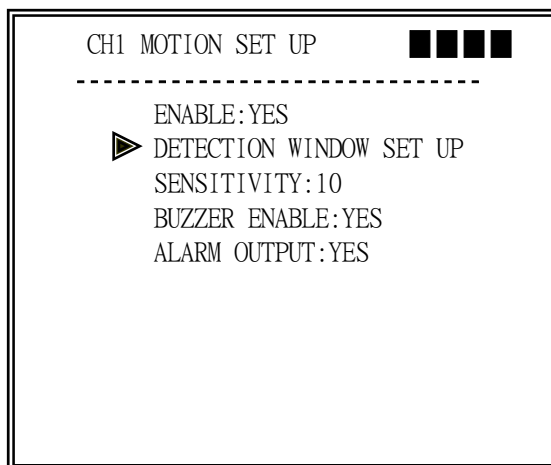 CH1 MOTION SET UP
ENABLE:YES
DETECTION WINDOW SET UP
SENSITIVITY:10
BUZZER ENABLE:YES
ALARM OUTPUT:YES